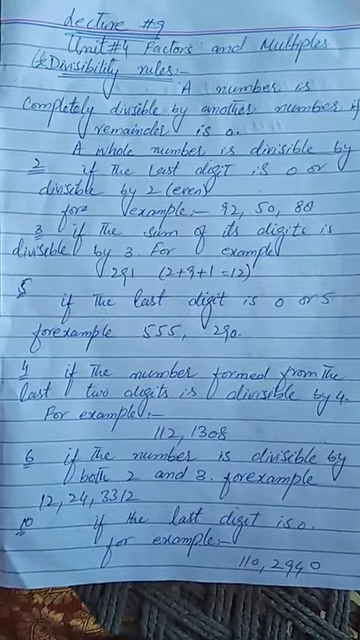 Lecture #9
Unit#4 Factors and Multiples
Divisibility rules:-
A number is
Completely divisible by another number if
remainder is 0.
A whole number is divisible by
2 if the last digit is 0 or
divisible by 2 (even)
fore example:- 92, 50, 88
3 if the sum of its digits is
divisible by 3. For example
291 (2+9+1=12)
5
if the last digit is 0 or 5
forexample 555, 290.
4 if the number formed from the
last two digits is divisible by 4.
For example:-
112, 1308
6 if the number is divisible by
both 2 and 3. forexample
12, 24, 3312
10 if the last digit is 0.
for example:-
110, 2940